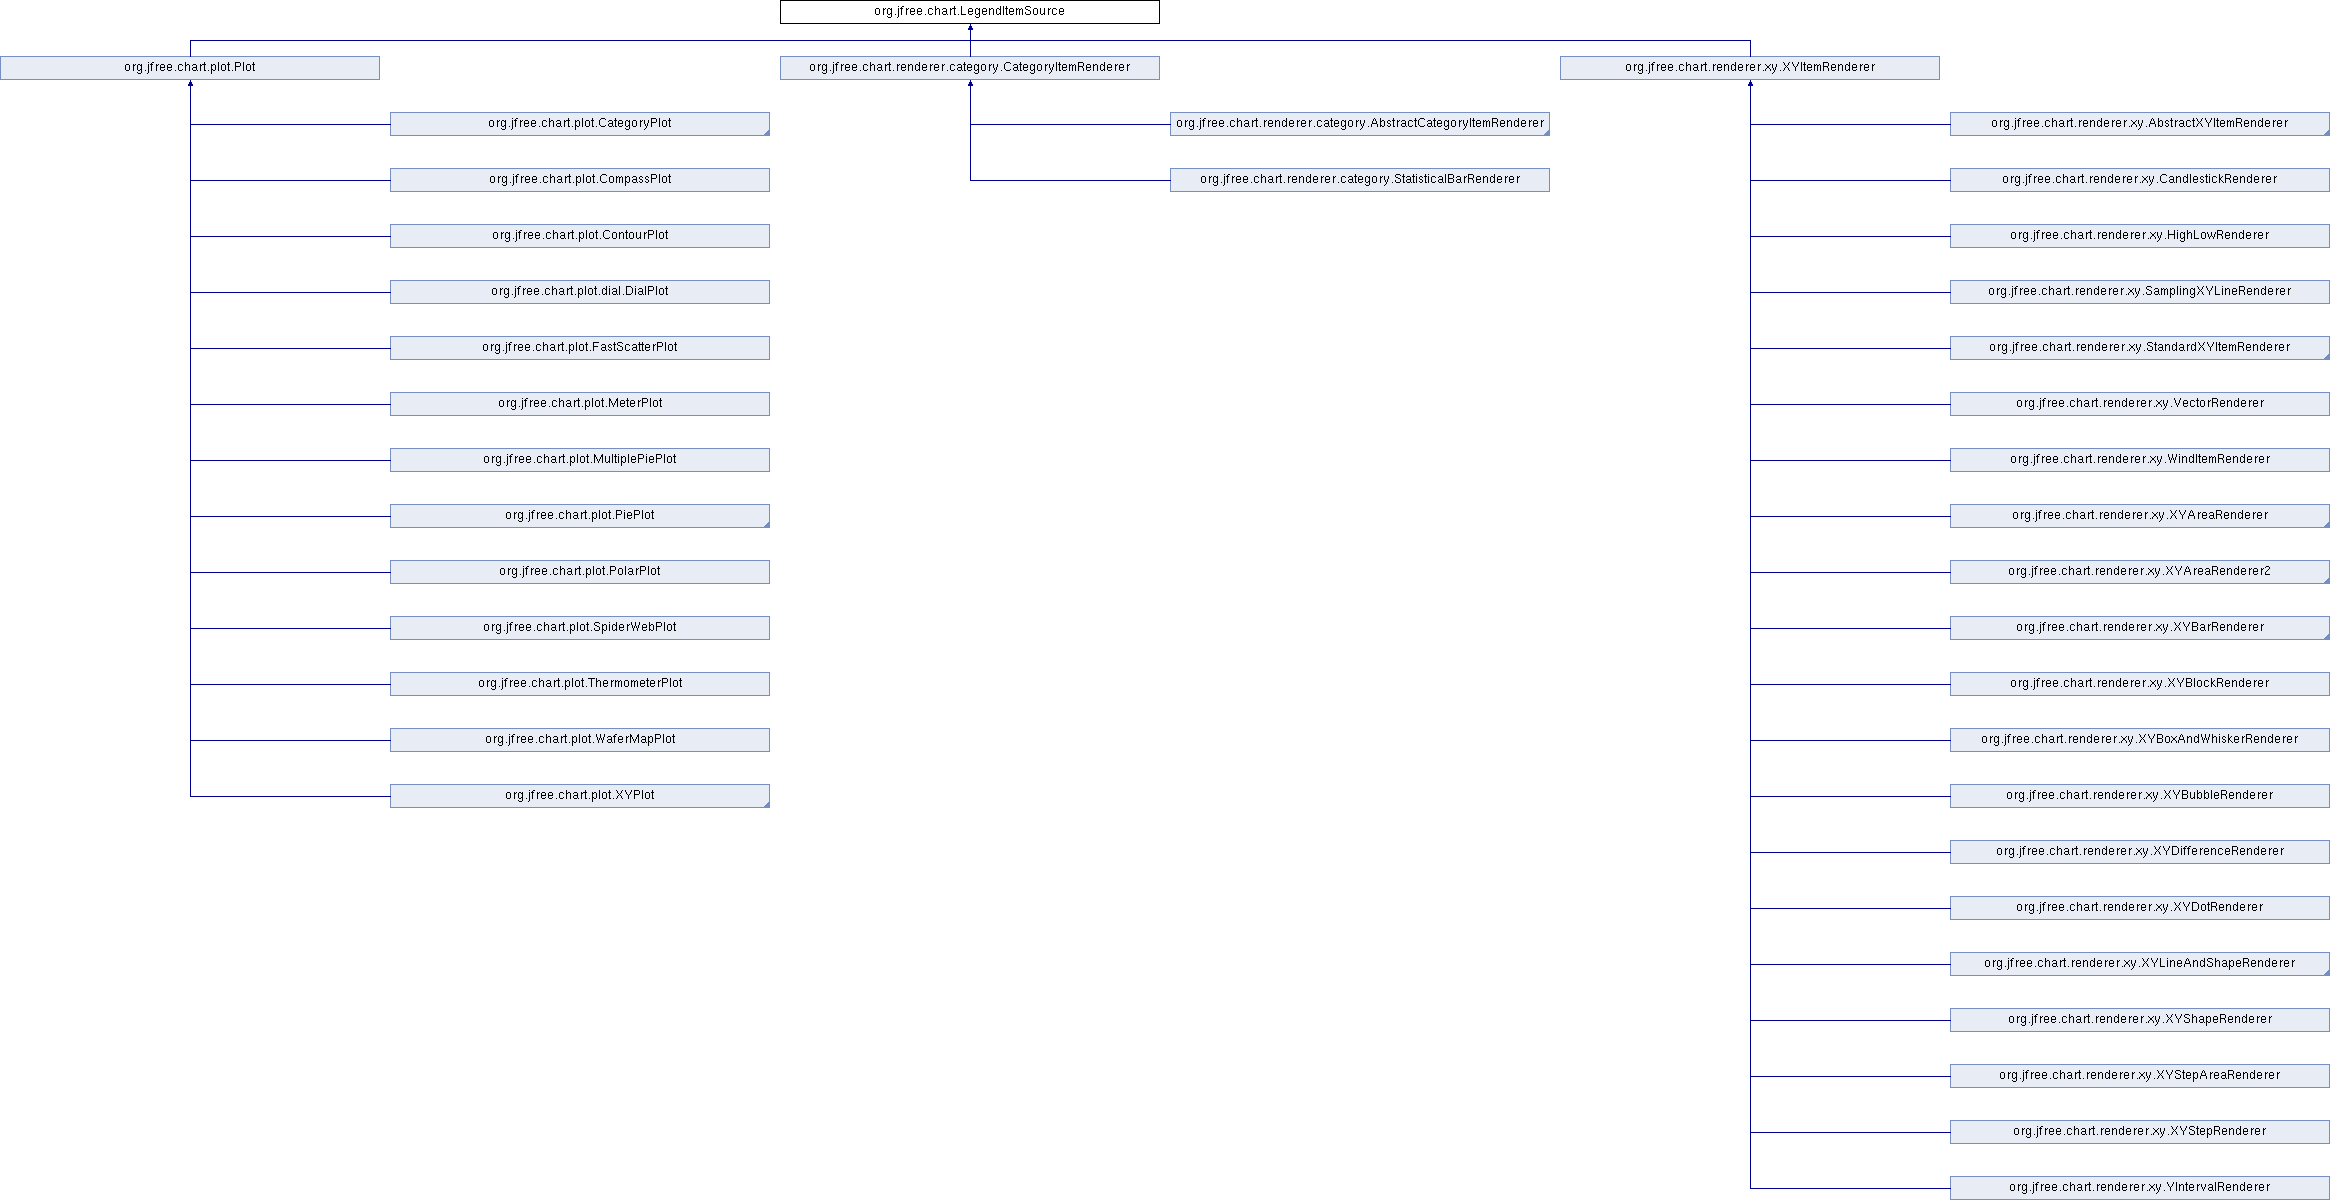 org.jfree.chart.LegendItemSource
org.jfree.chart.plot.Plot
org.jfree.chart.renderer.category.CategoryItemRenderer
org.jfree.chart.renderer.xy.XYItemRenderer
org.jfree.chart.plot.CategoryPlot
org.jfree.chart.renderer.category.AbstractCategoryItemRenderer
org.jfree.chart.renderer.xy.AbstractXYItemRenderer
org.jfree.chart.plot.CompassPlot
org.jfree.chart.renderer.category.StatisticalBarRenderer
org.jfree.chart.renderer.xy.CandlestickRenderer
org.jfree.chart.plot.ContourPlot
org.jfree.chart.renderer.xy.HighLowRenderer
org.jfree.chart.plot.dial.DialPlot
org.jfree.chart.renderer.xy.SamplingXYLineRenderer
org.jfree.chart.plot.FastScatterPlot
org.jfree.chart.renderer.xy.StandardXYItemRenderer
org.jfree.chart.plot.MeterPlot
org.jfree.chart.renderer.xy.VectorRenderer
org.jfree.chart.plot.MultiplePiePlot
org.jfree.chart.renderer.xy.WindItemRenderer
org.jfree.chart.plot.PiePlot
org.jfree.chart.renderer.xy.XYAreaRenderer
org.jfree.chart.plot.PolarPlot
org.jfree.chart.renderer.xy.XYAreaRenderer2
org.jfree.chart.plot.SpiderWebPlot
org.jfree.chart.renderer.xy.XYBarRenderer
org.jfree.chart.plot.ThermometerPlot
org.jfree.chart.renderer.xy.XYBlockRenderer
org.jfree.chart.plot.WaferMapPlot
org.jfree.chart.renderer.xy.XYBoxAndWhiskerRenderer
org.jfree.chart.plot.XYPlot
org.jfree.chart.renderer.xy.XYBubbleRenderer
org.jfree.chart.renderer.xy.XYDifferenceRenderer
org.jfree.chart.renderer.xy.XYDotRenderer
org.jfree.chart.renderer.xy.XYLineAndShapeRenderer
org.jfree.chart.renderer.xy.XYShapeRenderer
org.jfree.chart.renderer.xy.XYStepAreaRenderer
org.jfree.chart.renderer.xy.XYStepRenderer
org.jfree.chart.renderer.xy.YIntervalRenderer